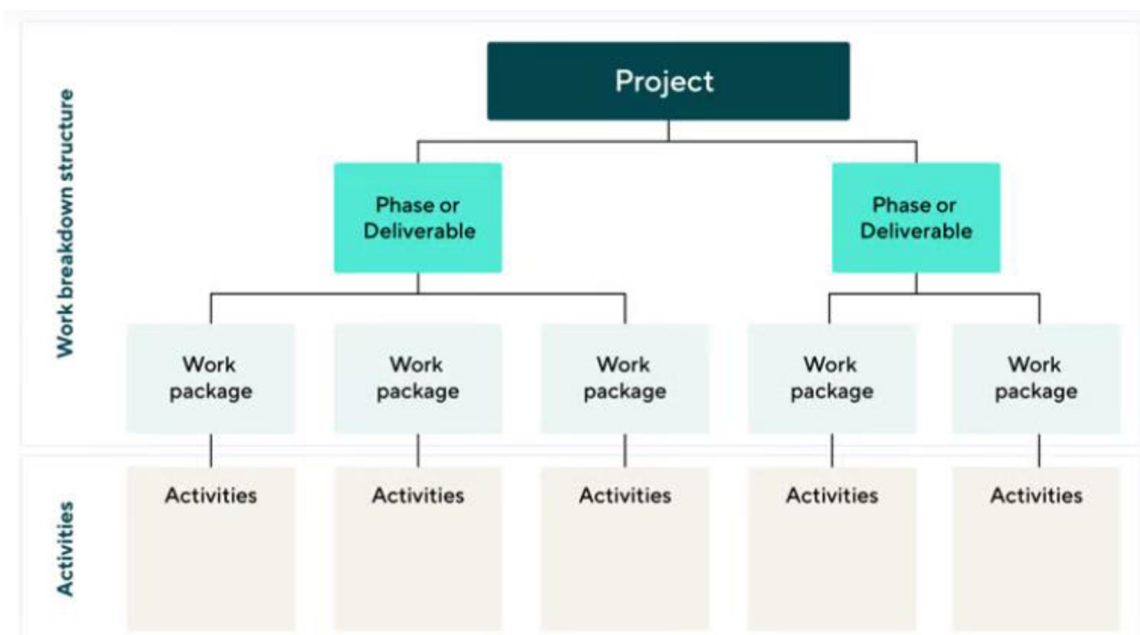 Work breakdown structure
Project
Phase or
Deliverable
Phase or
Deliverable
Work
package
Work
package
Work
package
Work
package
Work
package
Activities
Activities
Activities
Activities
Activities
Activities